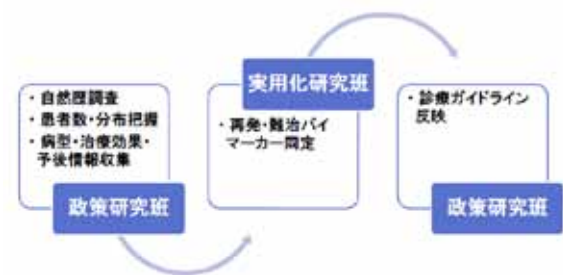 ・自然歴調査
・患者数・分布把握
・病型・治療効果・
予後情報収集
政策研究班
実用化研究班
・再発・難治バイ
マーカー同定
・診療ガイドライン
反映
政策研究班